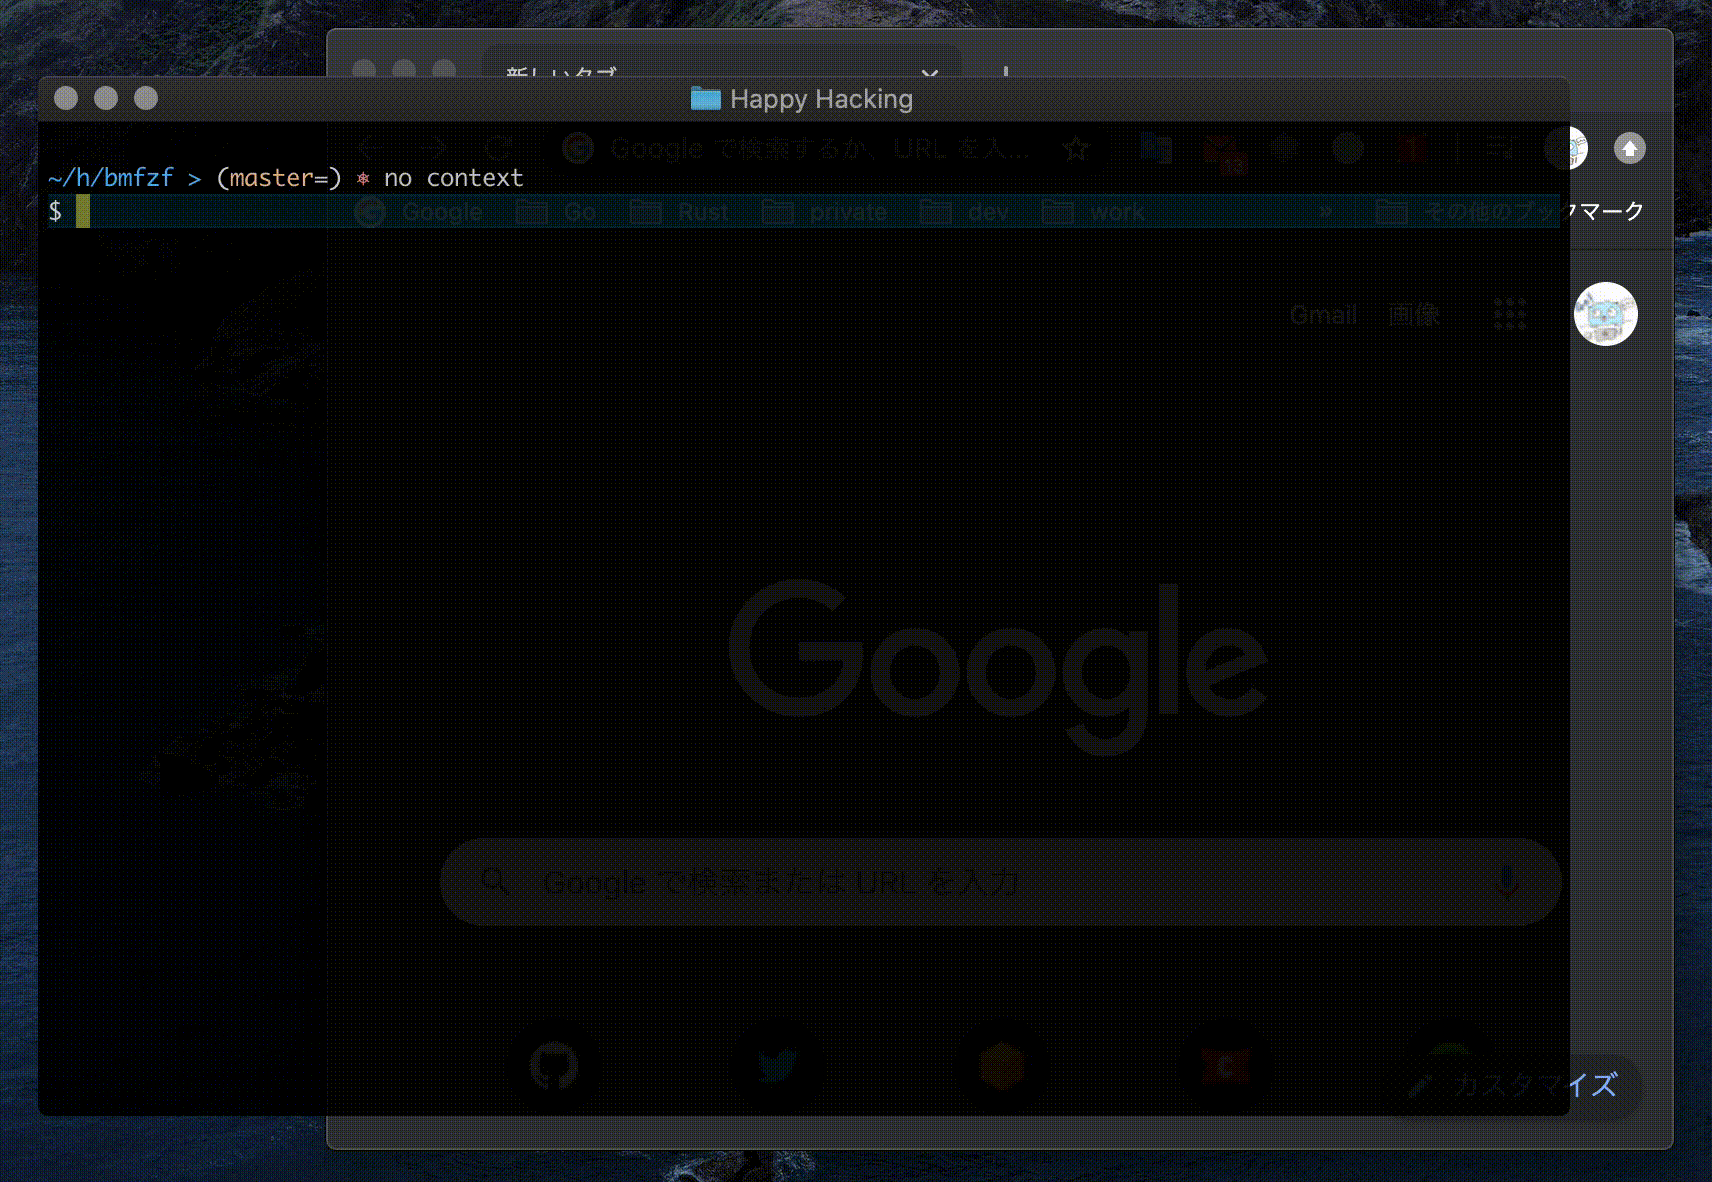 新しいタブ
Happy Hacking
Google で検索するか、URL を入...
~/h/bmfzf > (master=) ⎈ no context
$
Google Go Rust private dev work » その他のブックマーク
Gmail 画像
Google
Google で検索または URL を入力
カスタマイズ